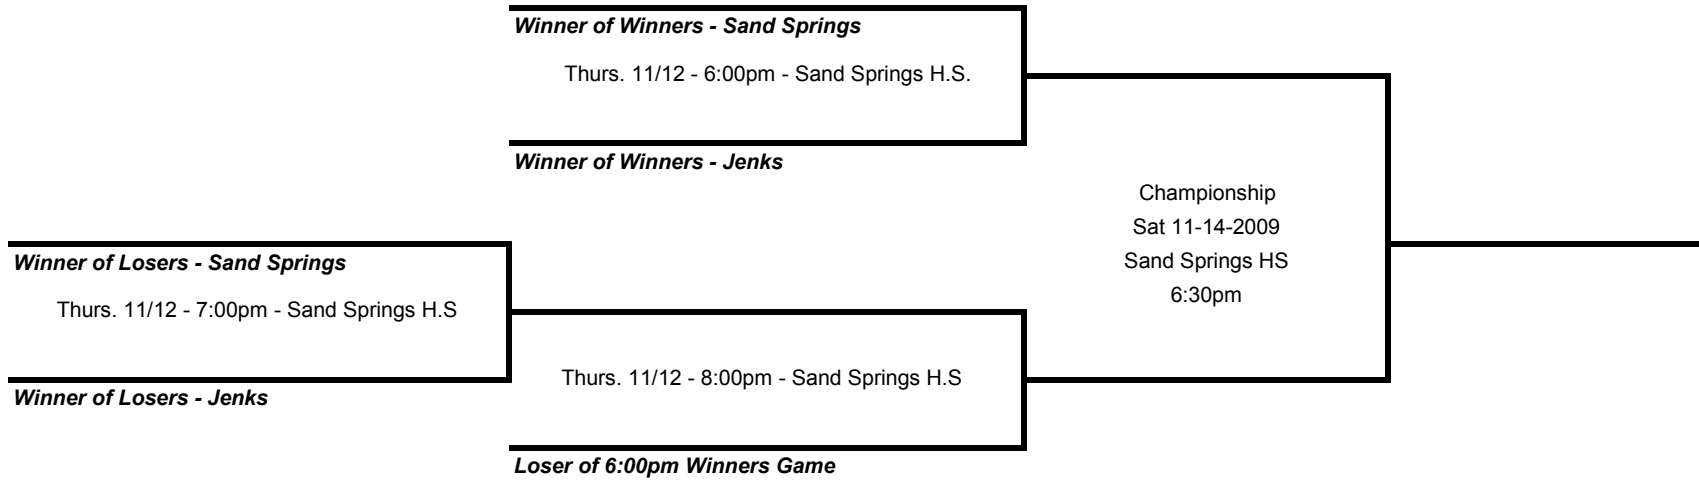 Winner of Winners - Sand Springs
Thurs. 11/12 - 6:00pm - Sand Springs H.S.
Winner of Winners - Jenks
Championship
Sat 11-14-2009
Sand Springs HS
6:30pm
Winner of Losers - Sand Springs
Thurs. 11/12 - 7:00pm - Sand Springs H.S
Thurs. 11/12 - 8:00pm - Sand Springs H.S
Winner of Losers - Jenks
Loser of 6:00pm Winners Game